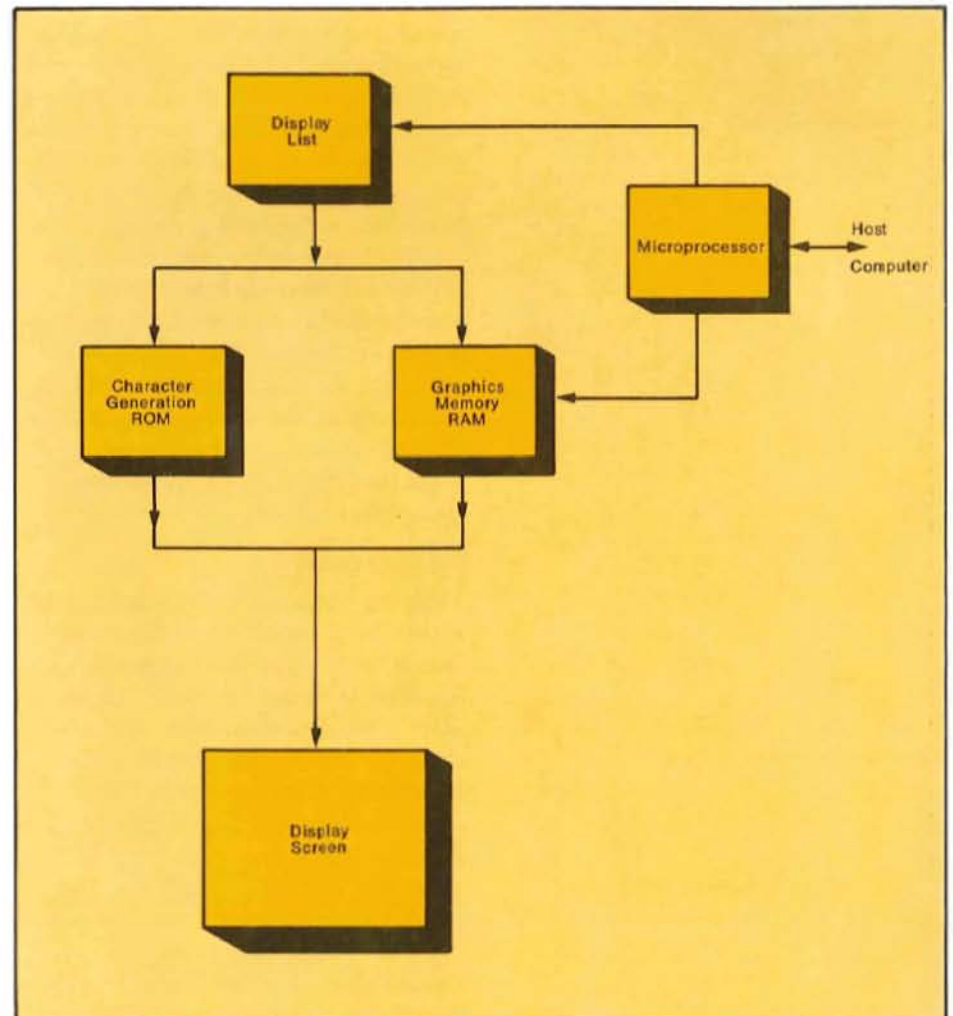 Display
List
Microprocessor
Host
Computer
Character
Generation
ROM
Graphics
Memory
RAM
Display
Screen